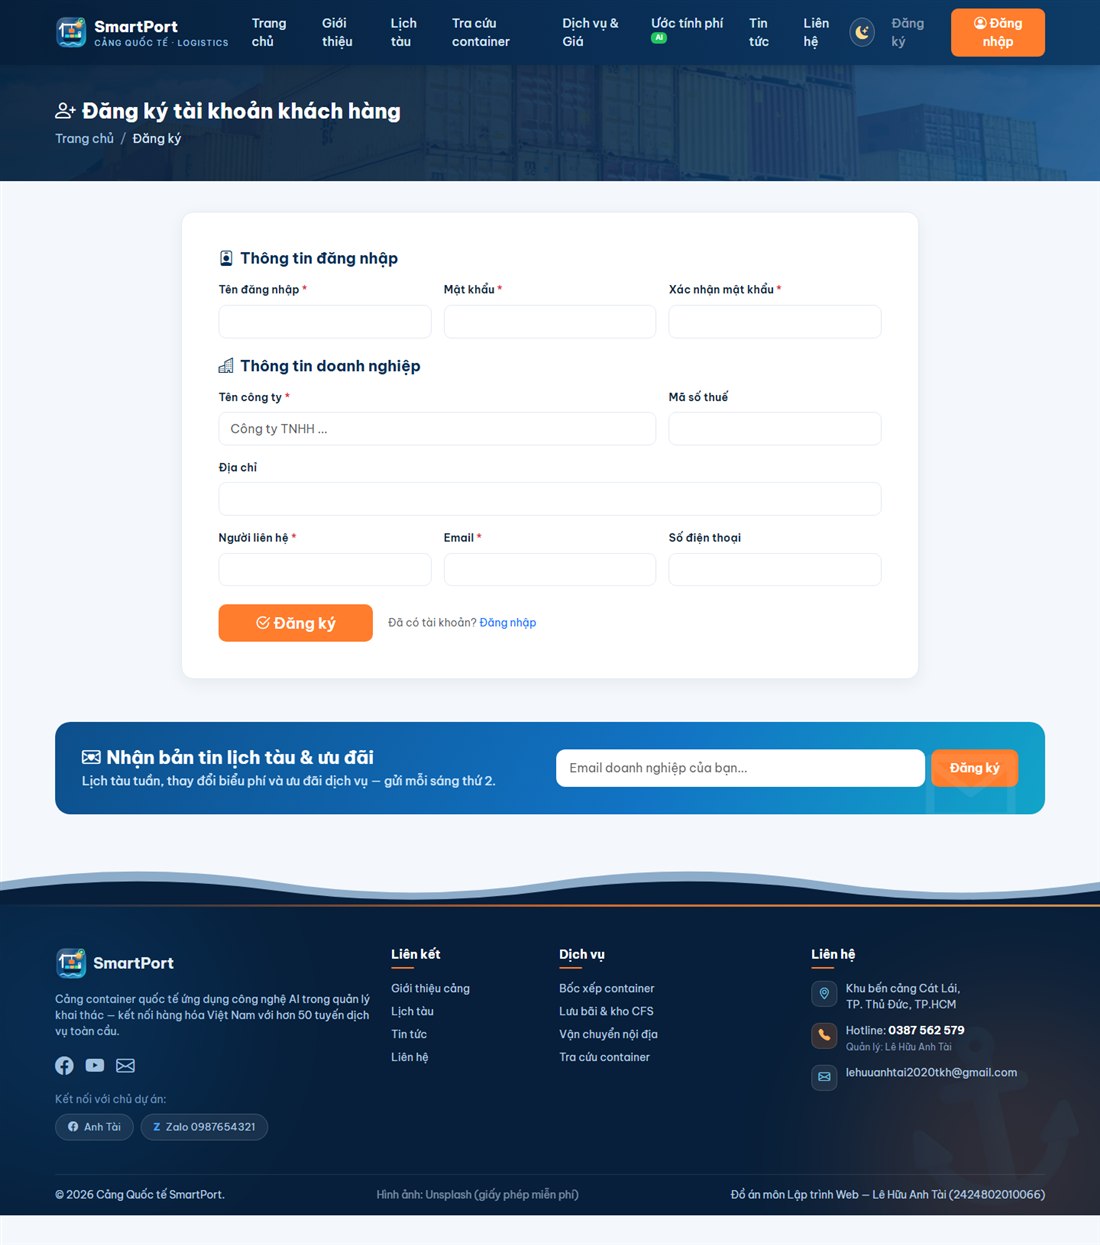 SmartPort
CẢNG QUỐC TẾ · LOGISTICS
Trang chủ
Giới thiệu
Lịch tàu
Tra cứu container
Dịch vụ & Giá
Ước tính phí AI
Tin tức
Liên hệ
Đăng ký
Đăng nhập
Đăng ký tài khoản khách hàng
Trang chủ / Đăng ký
Thông tin đăng nhập
Tên đăng nhập *
Mật khẩu *
Xác nhận mật khẩu *
Thông tin doanh nghiệp
Tên công ty *
Mã số thuế
Công ty TNHH ...
Địa chỉ
Người liên hệ *
Email *
Số điện thoại
Đăng ký
Đã có tài khoản? Đăng nhập
Nhận bản tin lịch tàu & ưu đãi
Lịch tàu tuần, thay đổi biểu phí và ưu đãi dịch vụ — gửi mỗi sáng thứ 2.
Email doanh nghiệp của bạn...
Đăng ký
SmartPort
Cảng container quốc tế ứng dụng công nghệ AI trong quản lý
khai thác — kết nối hàng hóa Việt Nam với hơn 50 tuyến dịch
vụ toàn cầu.
Kết nối với chủ dự án:
Anh Tài
Z Zalo 0987654321
Liên kết
Giới thiệu cảng
Lịch tàu
Tin tức
Liên hệ
Dịch vụ
Bốc xếp container
Lưu bãi & kho CFS
Vận chuyển nội địa
Tra cứu container
Liên hệ
Khu bến cảng Cát Lái,
TP. Thủ Đức, TP.HCM
Hotline: 0387 562 579
Quản lý: Lê Hữu Anh Tài
lehuuanhtai2020tkh@gmail.com
© 2026 Cảng Quốc tế SmartPort.
Hình ảnh: Unsplash (giấy phép miễn phí)
Đồ án môn Lập trình Web — Lê Hữu Anh Tài (2424802010066)